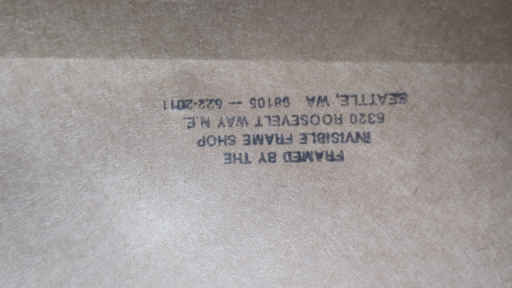 FRAMED BY THE
INVISIBLE FRAME SHOP
6320 ROOSEVELT WAY N.E.
SEATTLE, WA 98105 -- 522-2011